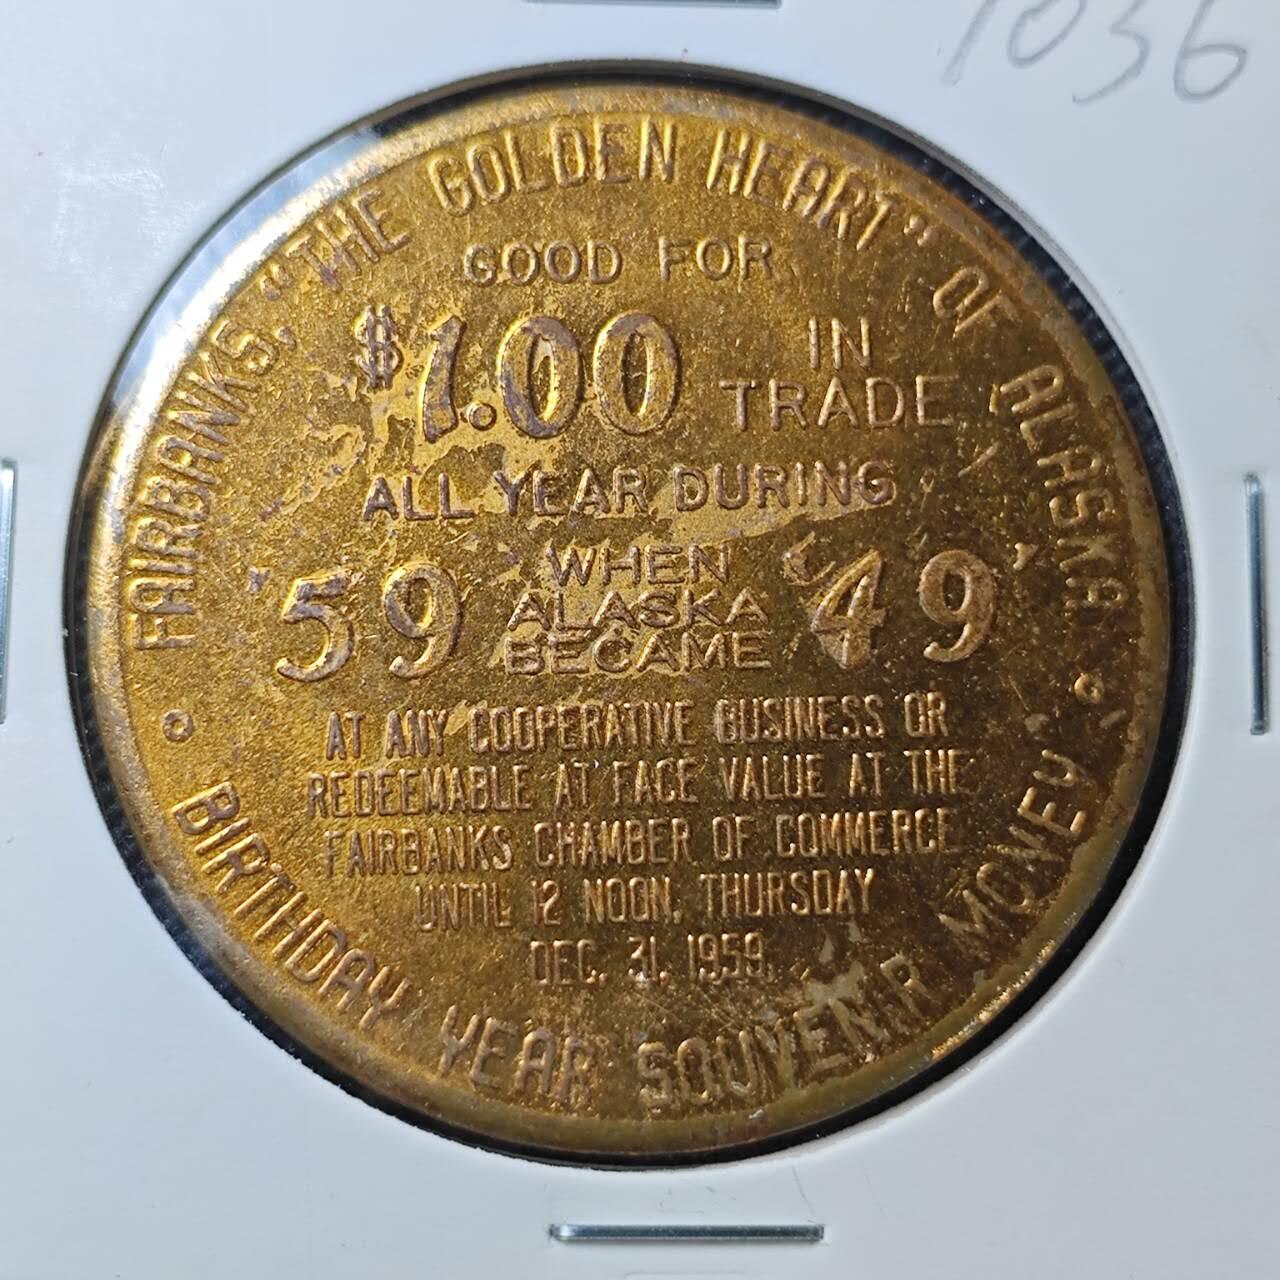 1036
FAIRBANKS, "THE GOLDEN HEART" OF ALASKA
GOOD FOR
$1.00 IN TRADE
ALL YEAR DURING
'59 WHEN ALASKA BECAME '49'
AT ANY COOPERATIVE BUSINESS OR
REDEEMABLE AT FACE VALUE AT THE
FAIRBANKS CHAMBER OF COMMERCE
UNTIL 12 NOON, THURSDAY
DEC. 31, 1959.
BIRTHDAY YEAR SOUVENIR MONEY